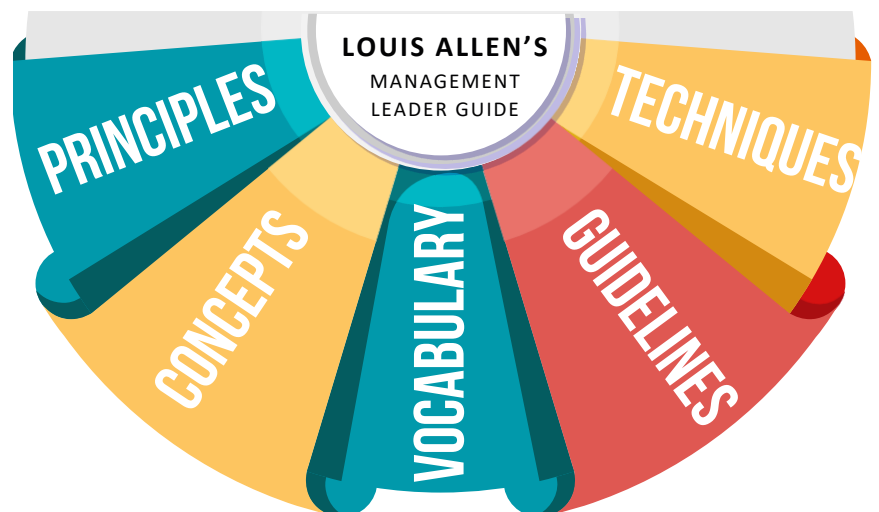 LOUIS ALLEN'S
MANAGEMENT
LEADER GUIDE
PRINCIPLES
CONCEPTS
VOCABULARY
GUIDELINES
TECHNIQUES